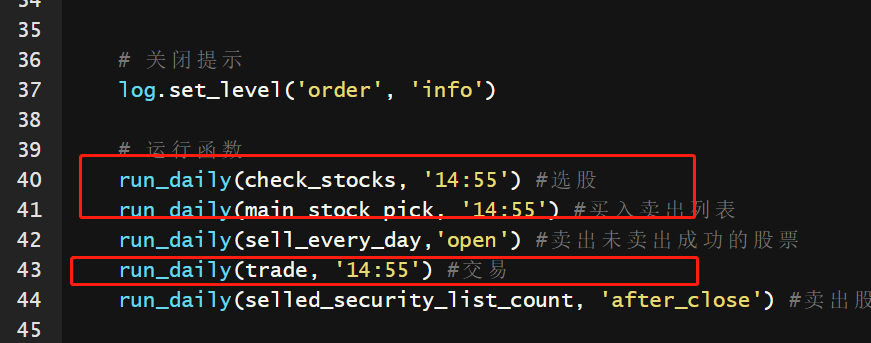 34
35
36 # 关闭提示
37 log.set_level('order', 'info')
38
39 # 运行函数
40 run_daily(check_stocks, '14:55') #选股
41 run_daily(main_stock_pick, '14:55') #买入卖出列表
42 run_daily(sell_every_day,'open') #卖出未卖出成功的股票
43 run_daily(trade, '14:55') #交易
44 run_daily(selled_security_list_count, 'after_close') #卖出股
45